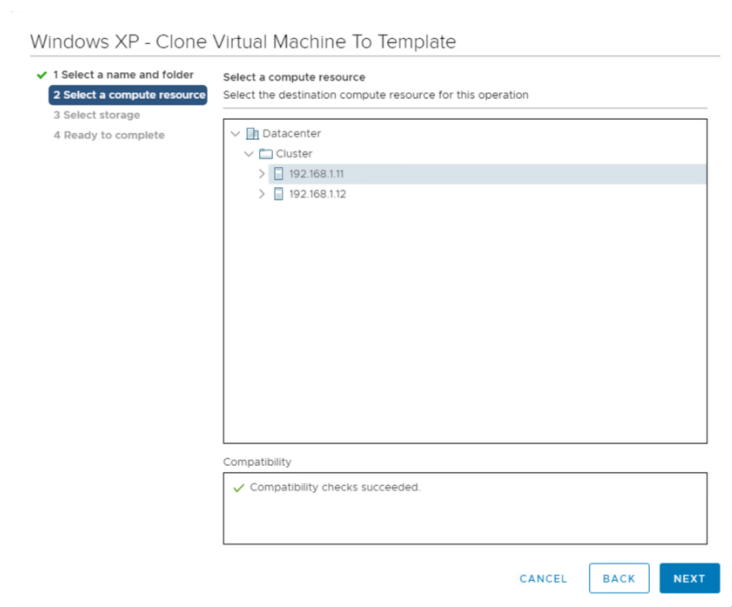 Windows XP - Clone Virtual Machine To Template
1 Select a name and folder
2 Select a compute resource
3 Select storage
4 Ready to complete
Select a compute resource
Select the destination compute resource for this operation
Datacenter
Cluster
192.168.1.11
192.168.1.12
Compatibility
Compatibility checks succeeded.
CANCEL BACK NEXT